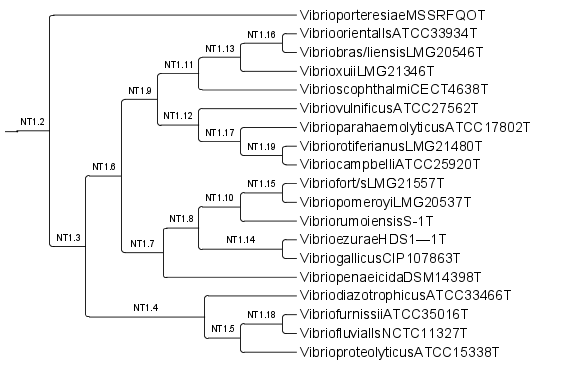 VibrioporteresiaeMSSRFQOT
NT1.16
VibrioorientallsATCC33934T
NT1.13
Vibriobras/liensisLMG20546T
NT1.11
VibrioxuiiLMG21346T
NT1.9
VibrioscophthalmiCECT4638T
VibriovulnificusATCC27562T
NT1.2
NT1.12
VibrioparahaemolyticusATCC17802T
NT1.17
VibriorotiferianusLMG21480T
NT1.19
VibriocampbelliATCC25920T
NT1.6
Vibriofort/sLMG21557T
NT1.15
VibriopomeroyiLMG20537T
NT1.10
VibriorumoiensisS-1T
NT1.8
VibrioezuraeHDS1—1T
NT1.3
NT1.7
NT1.14
VibriogallicusCIP107863T
VibriopenaeicidaDSM14398T
VibriodiazotrophicusATCC33466T
NT1.4
NT1.18
VibriofurnissiiATCC35016T
NT1.5
VibriofluviallsNCTC11327T
VibrioproteolyticusATCC15338T